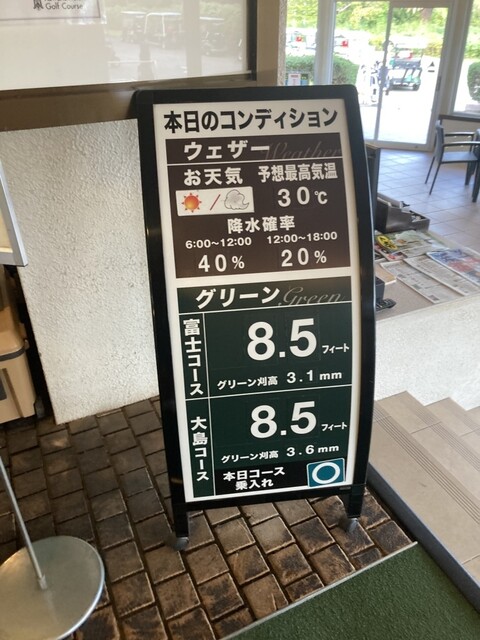 Golf Course
本日のコンディション
ウェザー Weather
お天気 予想最高気温
/ 30℃
降水確率
6:00~12:00 12:00~18:00
40% 20%
グリーン Green
富士コース
8.5フィート
グリーン刈高 3.1mm
大島コース
8.5フィート
グリーン刈高 3.6mm
本日コース
乗入れ